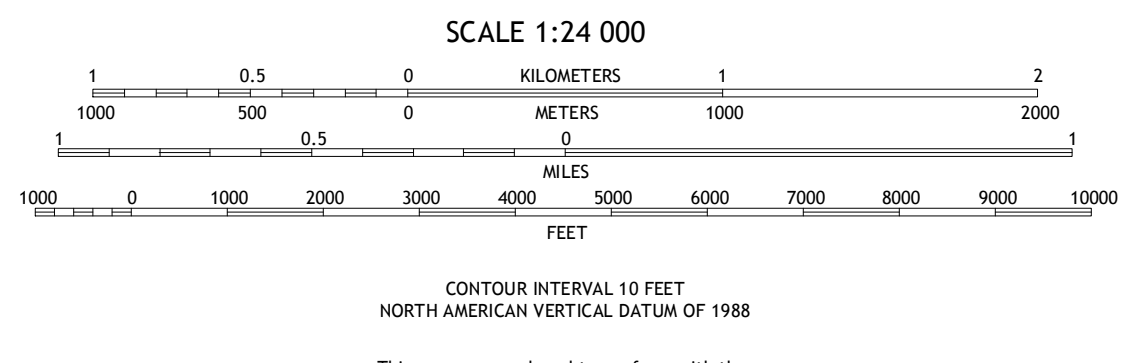 SCALE 1:24 000
1 0.5 0 KILOMETERS 1 2
1000 500 0 METERS 1000 2000
1 0.5 0 1
MILES
1000 0 1000 2000 3000 4000 5000 6000 7000 8000 9000 10000
FEET
CONTOUR INTERVAL 10 FEET
NORTH AMERICAN VERTICAL DATUM OF 1988